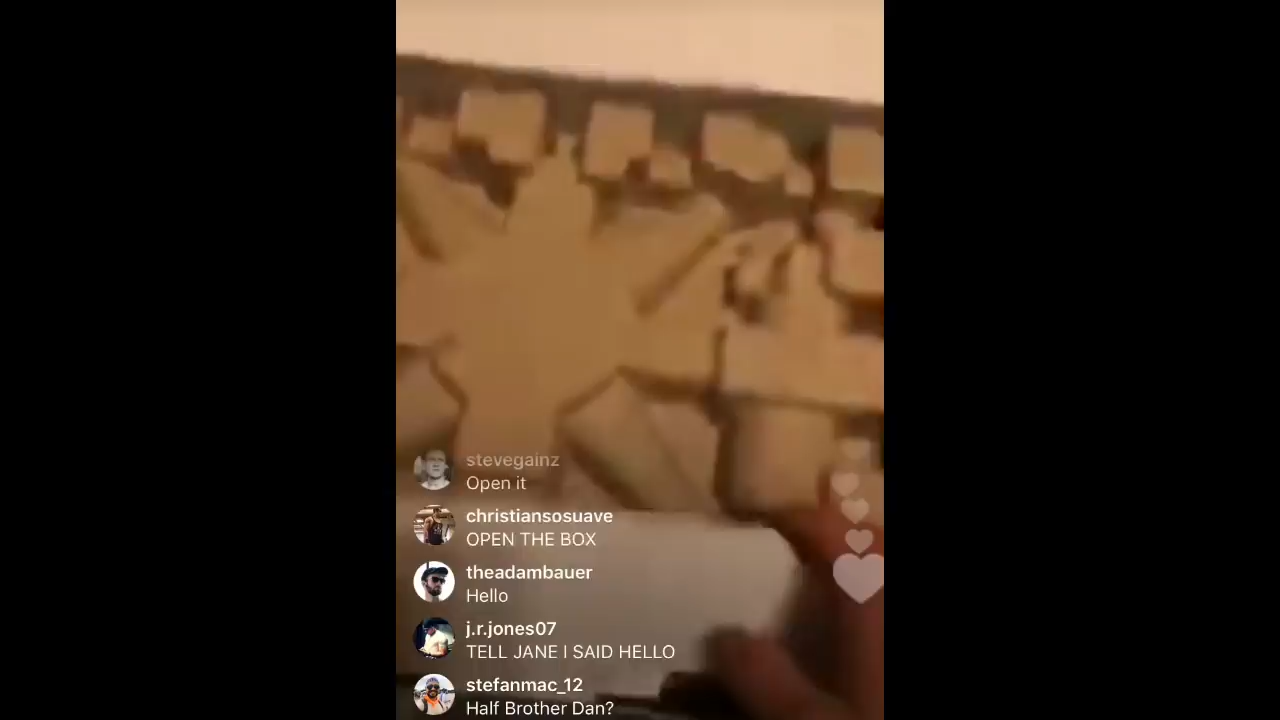 stevegainz
Open it
christiansosuave
OPEN THE BOX
theadambauer
Hello
j.r.jones07
TELL JANE I SAID HELLO
stefanmac_12
Half Brother Dan?